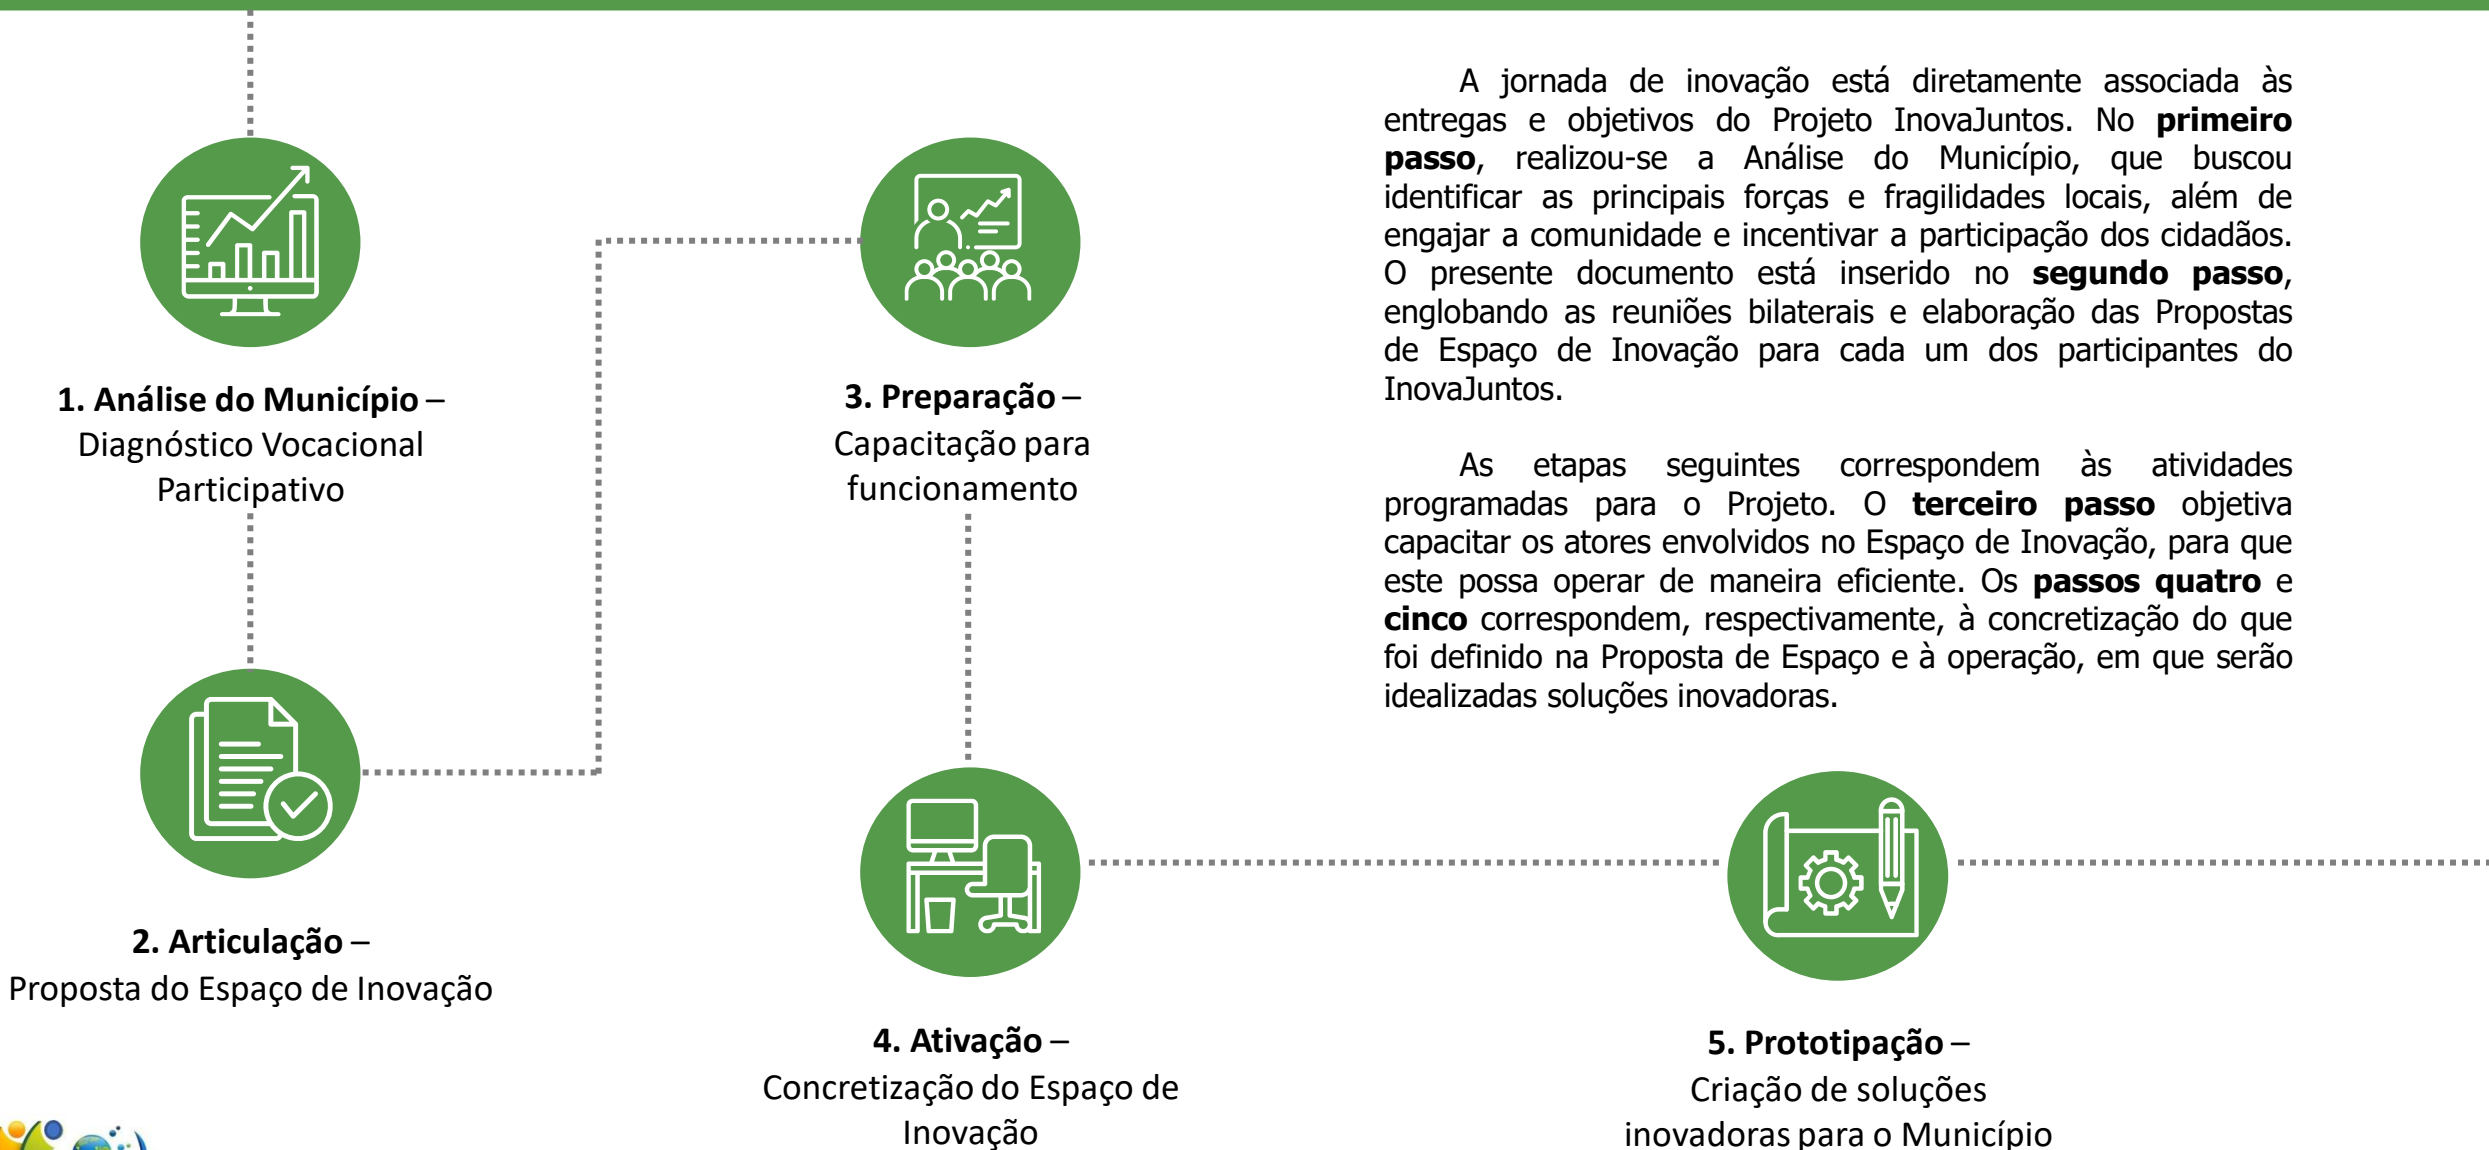 1. Análise do Município –
Diagnóstico Vocacional
Participativo
2. Articulação –
Proposta do Espaço de Inovação
3. Preparação –
Capacitação para
funcionamento
4. Ativação –
Concretização do Espaço de
Inovação
A jornada de inovação está diretamente associada às
entregas e objetivos do Projeto InovaJuntos. No primeiro
passo, realizou-se a Análise do Município, que buscou
identificar as principais forças e fragilidades locais, além de
engajar a comunidade e incentivar a participação dos cidadãos.
O presente documento está inserido no segundo passo,
englobando as reuniões bilaterais e elaboração das Propostas
de Espaço de Inovação para cada um dos participantes do
InovaJuntos.
As etapas seguintes correspondem às atividades
programadas para o Projeto. O terceiro passo objetiva
capacitar os atores envolvidos no Espaço de Inovação, para que
este possa operar de maneira eficiente. Os passos quatro e
cinco correspondem, respectivamente, à concretização do que
foi definido na Proposta de Espaço e à operação, em que serão
idealizadas soluções inovadoras.
5. Prototipação –
Criação de soluções
inovadoras para o Município